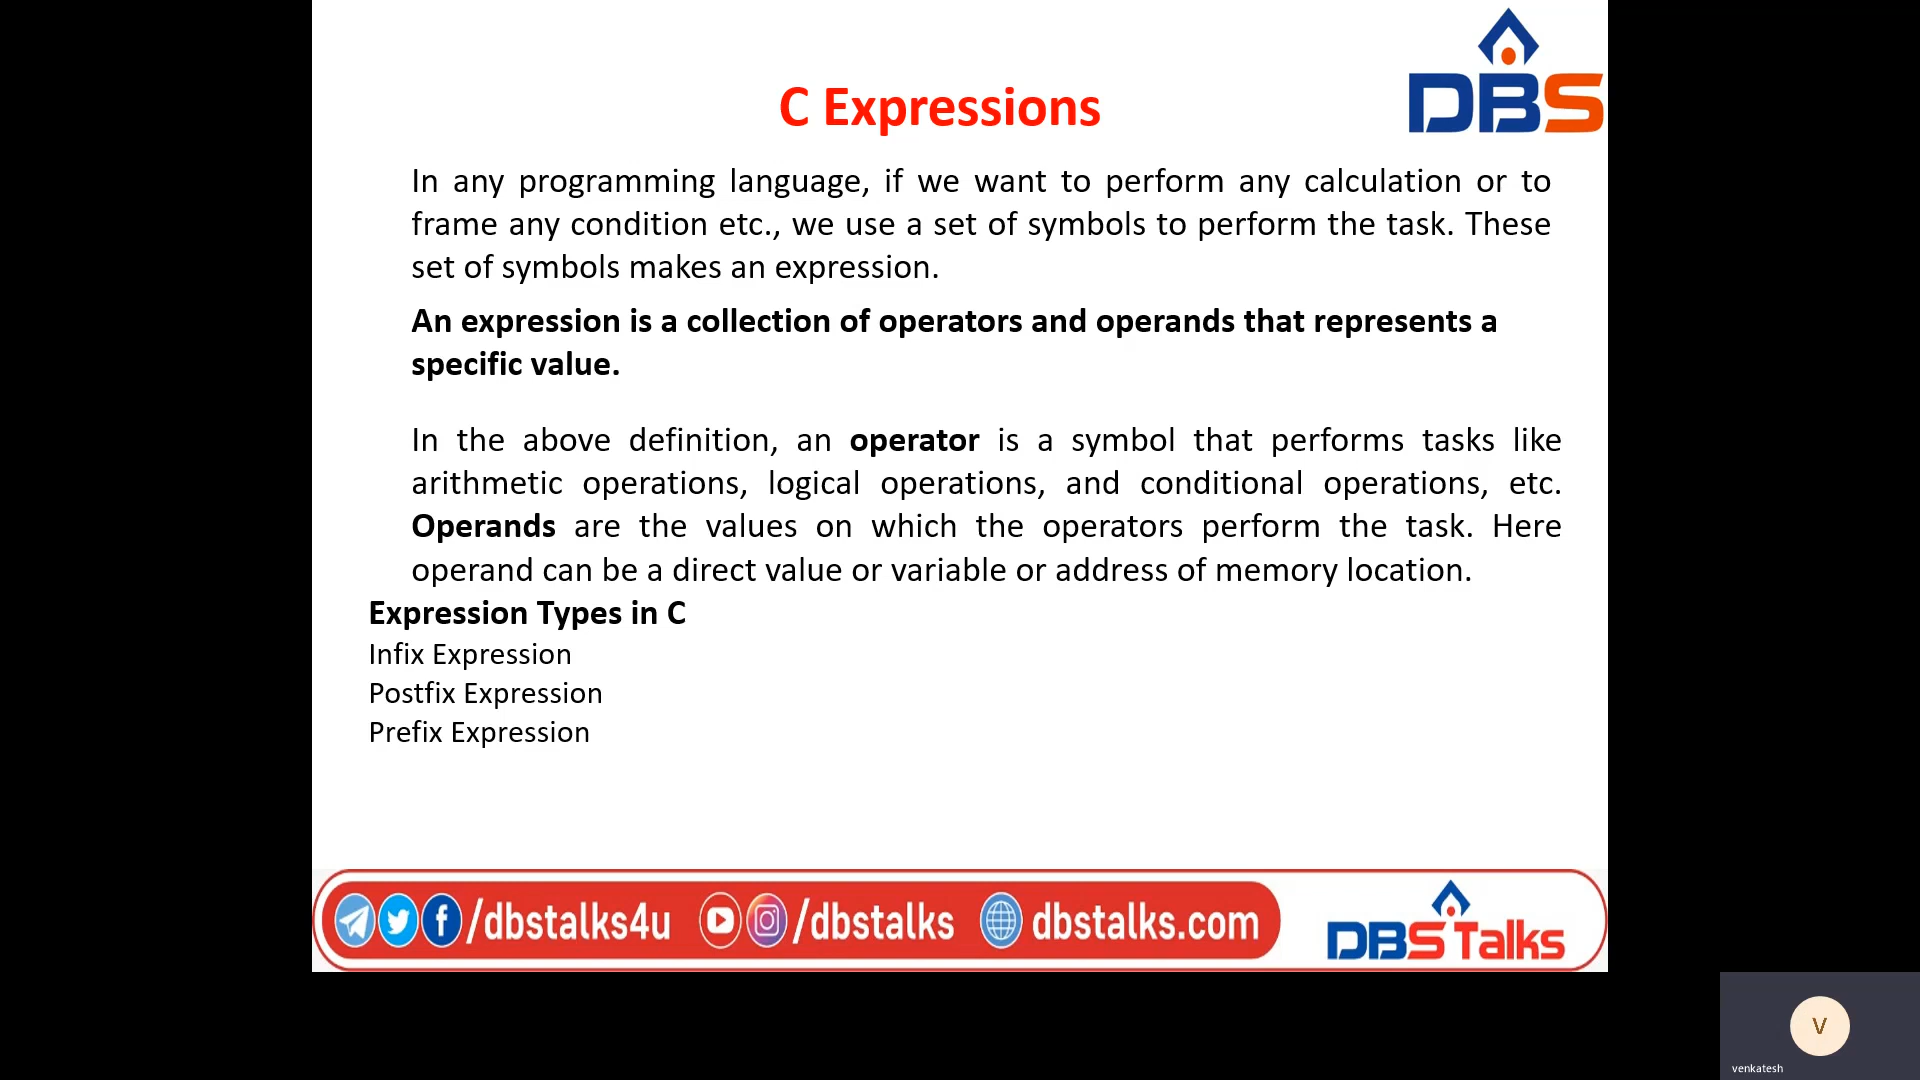 DBS
C Expressions
In any programming language, if we want to perform any calculation or to
frame any condition etc., we use a set of symbols to perform the task. These
set of symbols makes an expression.
An expression is a collection of operators and operands that represents a
specific value.
In the above definition, an operator is a symbol that performs tasks like
arithmetic operations, logical operations, and conditional operations, etc.
Operands are the values on which the operators perform the task. Here
operand can be a direct value or variable or address of memory location.
Expression Types in C
Infix Expression
Postfix Expression
Prefix Expression
/dbstalks4u /dbstalks dbstalks.com DBS Talks
V
venkatesh